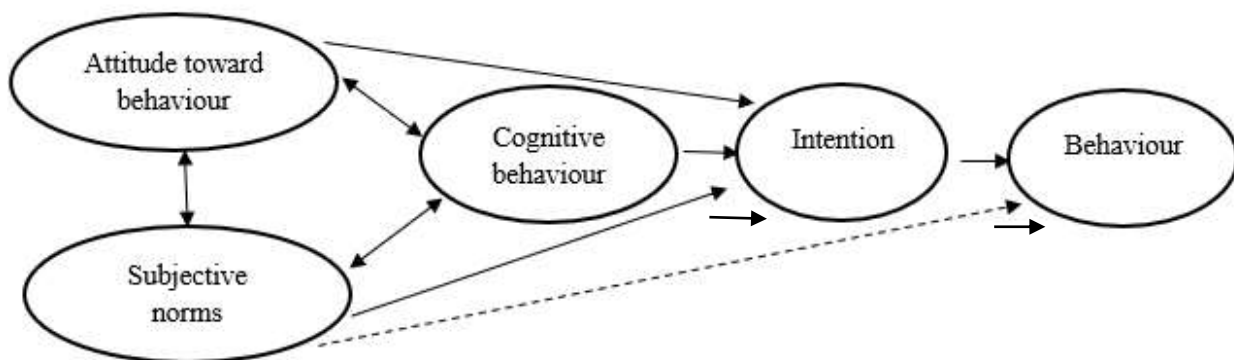 Attitude toward
behaviour
Cognitive
behaviour
Intention
Behaviour
Subjective
norms